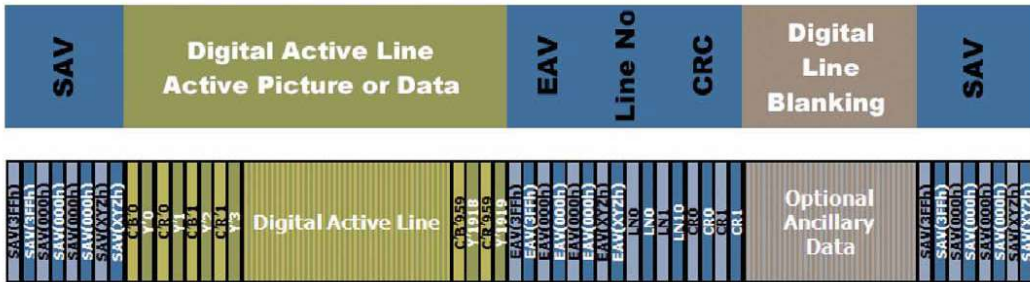 SAV
Digital Active Line
Active Picture or Data
EAV
Line No
CRC
Digital
Line
Blanking
SAV
SAV(3FFh)
SAV(3FFh)
SAV(000h)
SAV(000h)
SAV(000h)
SAV(000h)
SAV(XYZh)
SAV(XYZh)
C'B0
Y'0
C'R0
Y'1
C'B1
Y'2
C'R1
Y'3
Digital Active Line
C'B959
Y'1918
C'R959
Y'1919
EAV(3FFh)
EAV(3FFh)
EAV(000h)
EAV(000h)
EAV(000h)
EAV(000h)
EAV(XYZh)
EAV(XYZh)
LN0
LN0
LN1
LN10
CR0
CR0
CR1
CR1
Optional
Ancillary
Data
SAV(3FFh)
SAV(3FFh)
SAV(000h)
SAV(000h)
SAV(000h)
SAV(000h)
SAV(XYZh)
SAV(XYZh)